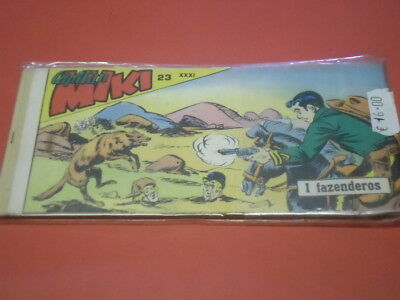 Capitan
MIKI
23 XXXI
€ 16.00
I fazenderos